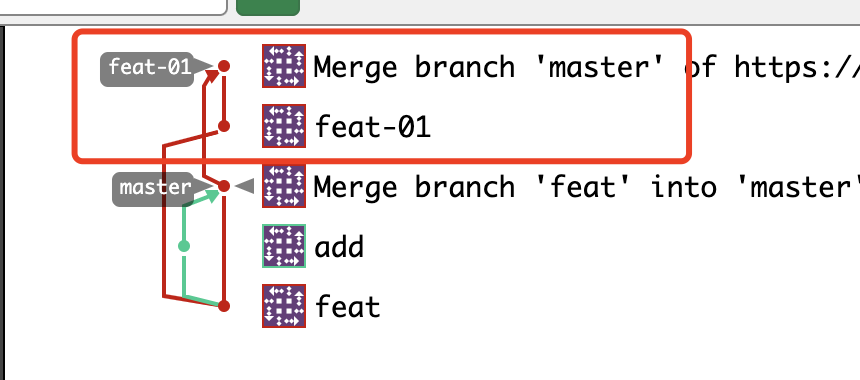 feat-01 Merge branch 'master' of https://
feat-01
master Merge branch 'feat' into 'master'
add
feat